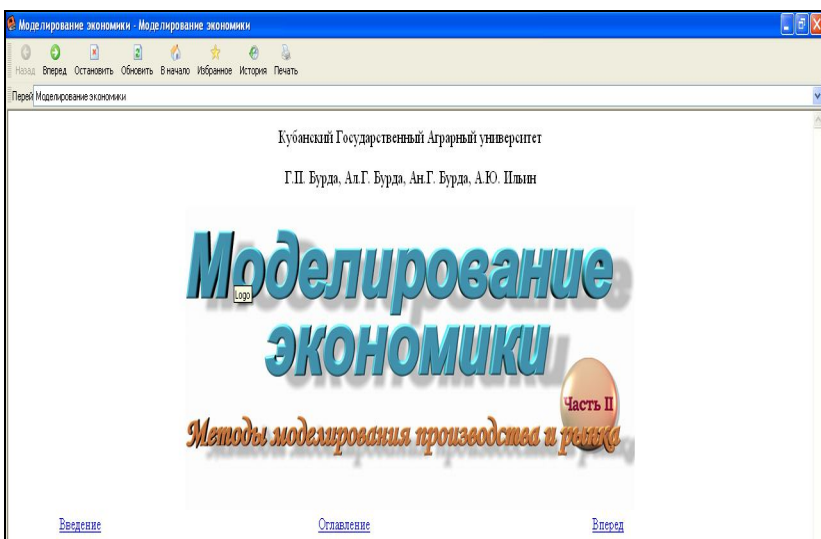 Моделирование экономики - Моделирование экономики
Назад Вперед Остановить Обновить В начало Избранное История Печать
Перей Моделирование экономики
Кубанский Государственный Аграрный университет
Г.П. Бурда, Ал.Г. Бурда, Ан.Г. Бурда, А.Ю. Ильин
Моделирование
Logo
экономики
Часть II
Методы моделирования производства и рынка
Введение Оглавление Вперед